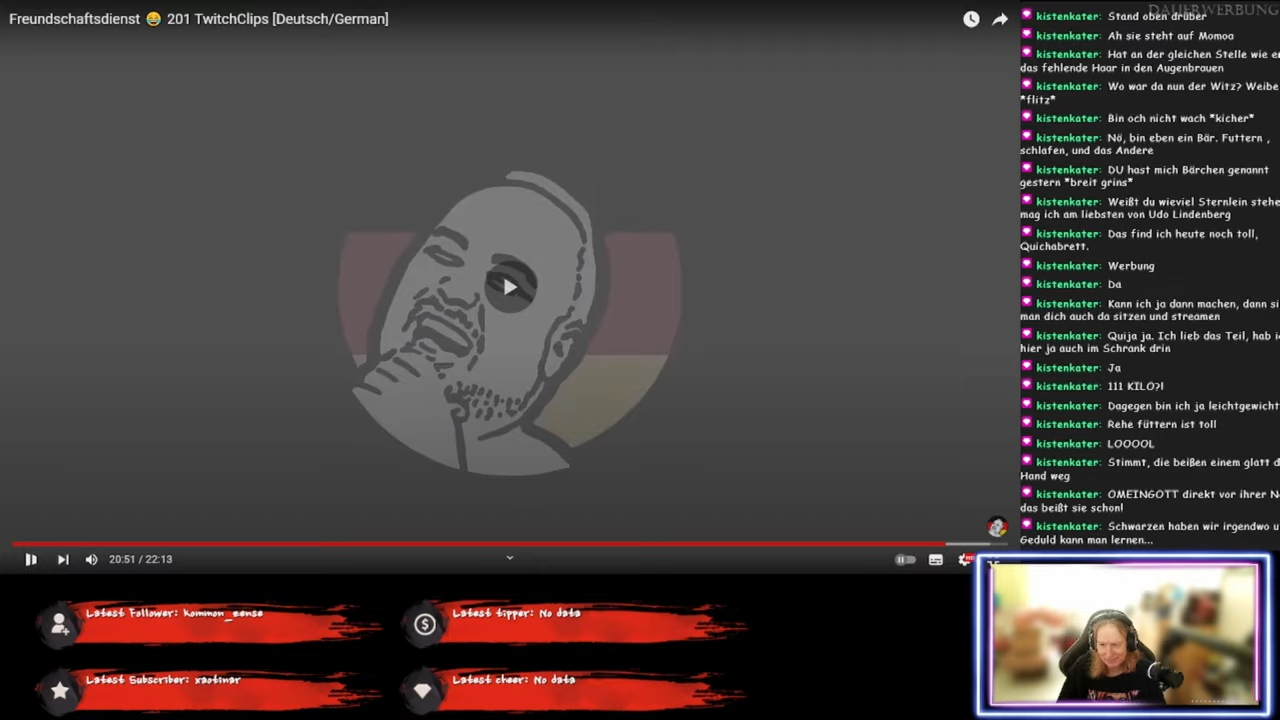 Freundschaftsdienst 😂 201 TwitchClips [Deutsch/German]
DAUERWERBUNG
kistenkater: Stand oben drüber
kistenkater: Ah sie steht auf Momoa
kistenkater: Hat an der gleichen Stelle wie er
das fehlende Haar in den Augenbrauen
kistenkater: Wo war da nun der Witz? Weibe
*flitz*
kistenkater: Bin och nicht wach *kicher*
kistenkater: Nö, bin eben ein Bär. Futtern ,
schlafen, und das Andere
kistenkater: DU hast mich Bärchen genannt
gestern *breit grins*
kistenkater: Weißt du wieviel Sternlein stehe
mag ich am liebsten von Udo Lindenberg
kistenkater: Das find ich heute noch toll,
Quichabrett.
kistenkater: Werbung
kistenkater: Da
kistenkater: Kann ich ja dann machen, dann si
man dich auch da sitzen und streamen
kistenkater: Quija ja. Ich lieb das Teil, hab i
hier ja auch im Schrank drin
kistenkater: Ja
kistenkater: 111 KILO?!
kistenkater: Dagegen bin ich ja leichtgewicht
kistenkater: Rehe füttern ist toll
kistenkater: LOOOOL
kistenkater: Stimmt, die beißen einem glatt d
Hand weg
kistenkater: OMEINGOTT direkt vor ihrer N
das beißt sie schon!
kistenkater: Schwarzen haben wir irgendwo u
Geduld kann man lernen...
20:51 / 22:13
Latest Follower: Kommon_zense
Latest tipper: No data
Latest Subscriber: xaotinar
Latest cheer: No data